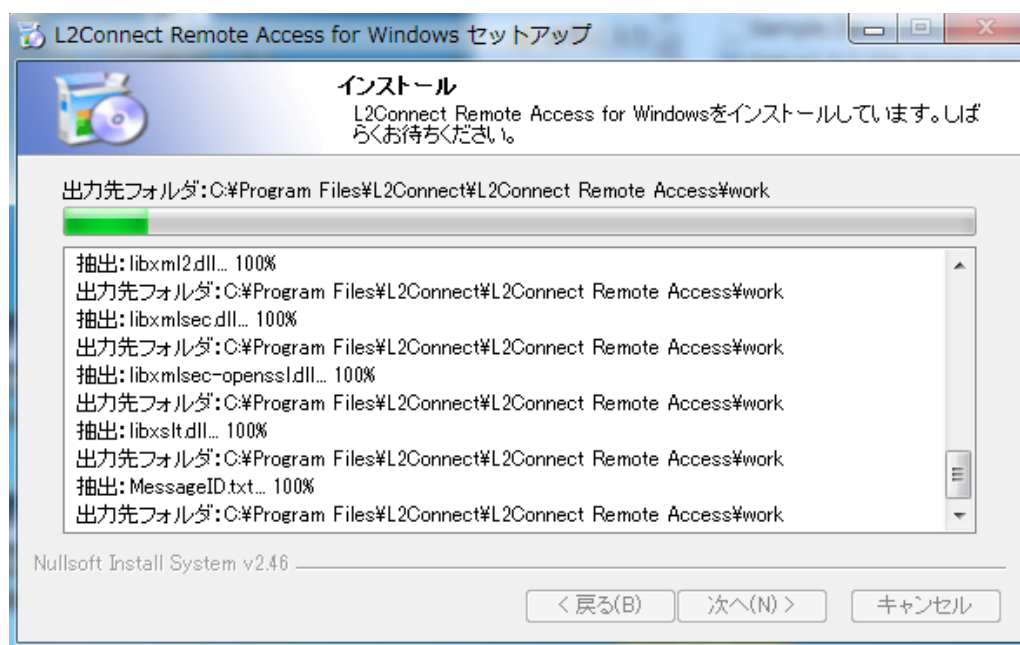 L2Connect Remote Access for Windows セットアップ
インストール
L2Connect Remote Access for Windowsをインストールしています。しば
らくお待ちください。
出力先フォルダ:C:¥Program Files¥L2Connect¥L2Connect Remote Access¥work
抽出: libxml2.dll... 100%
出力先フォルダ:C:¥Program Files¥L2Connect¥L2Connect Remote Access¥work
抽出: libxmlsec.dll... 100%
出力先フォルダ:C:¥Program Files¥L2Connect¥L2Connect Remote Access¥work
抽出: libxmlsec-openssl.dll... 100%
出力先フォルダ:C:¥Program Files¥L2Connect¥L2Connect Remote Access¥work
抽出: libxslt.dll... 100%
出力先フォルダ:C:¥Program Files¥L2Connect¥L2Connect Remote Access¥work
抽出: MessageID.txt... 100%
出力先フォルダ:C:¥Program Files¥L2Connect¥L2Connect Remote Access¥work
Nullsoft Install System v2.46
< 戻る(B) 次へ(N) > キャンセル